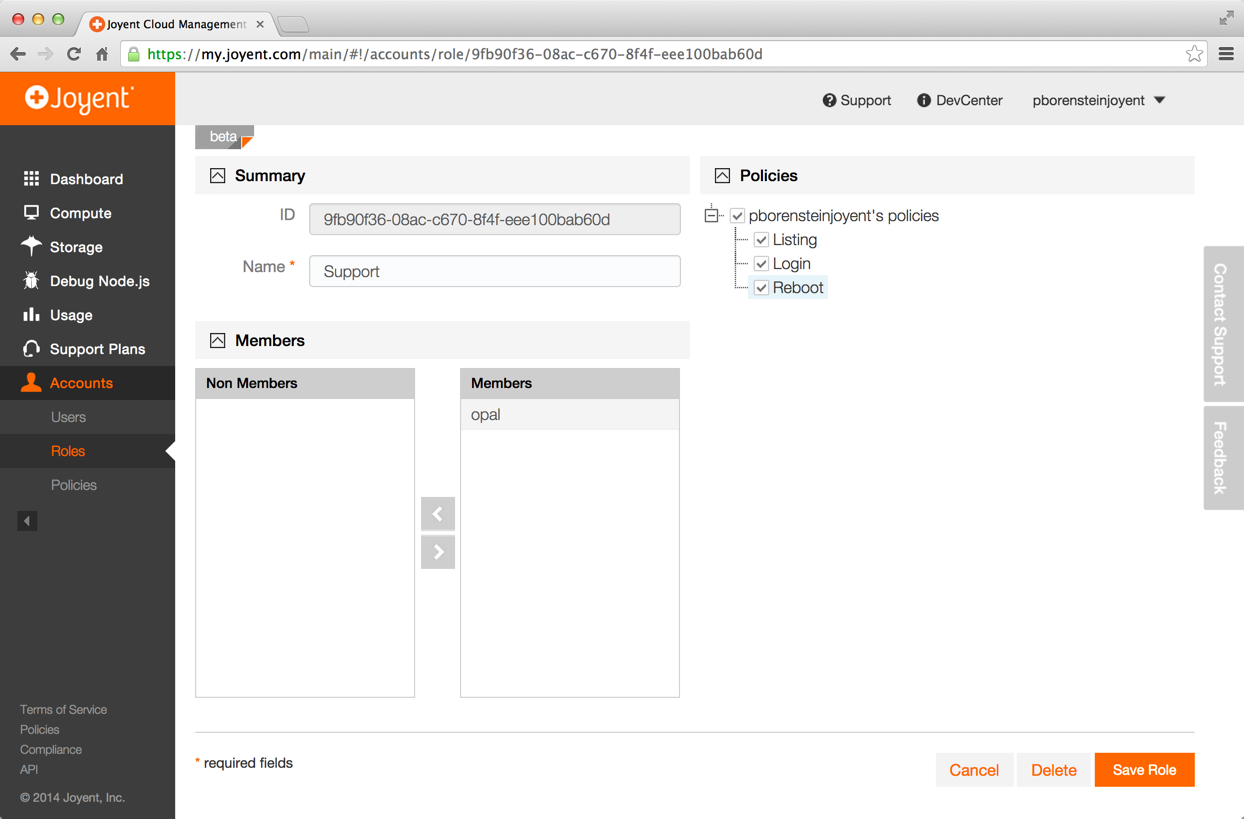 Joyent Cloud Management
https://my.joyent.com/main/#!/accounts/role/9fb90f36-08ac-c670-8f4f-eee100bab60d
Joyent
Support
DevCenter
pborensteinjoyent
beta
Dashboard
Compute
Storage
Debug Node.js
Usage
Support Plans
Accounts
Users
Roles
Policies
Terms of Service
Policies
Compliance
API
© 2014 Joyent, Inc.
Summary
ID
9fb90f36-08ac-c670-8f4f-eee100bab60d
Name *
Support
Members
Non Members
Members
opal
Policies
pborensteinjoyent's policies
Listing
Login
Reboot
Contact Support
Feedback
* required fields
Cancel
Delete
Save Role